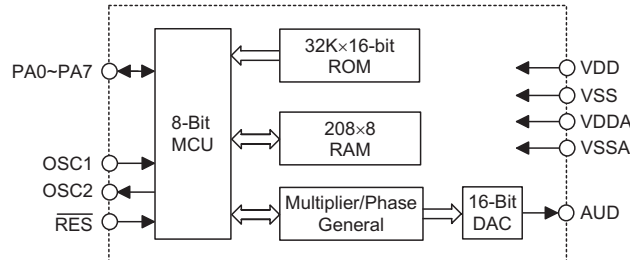 32K×16-bit
ROM
PA0~PA7
VDD
VSS
8-Bit
MCU
208×8
RAM
VDDA
VSSA
OSC1
OSC2
RES
Multiplier/Phase
General
16-Bit
DAC
AUD